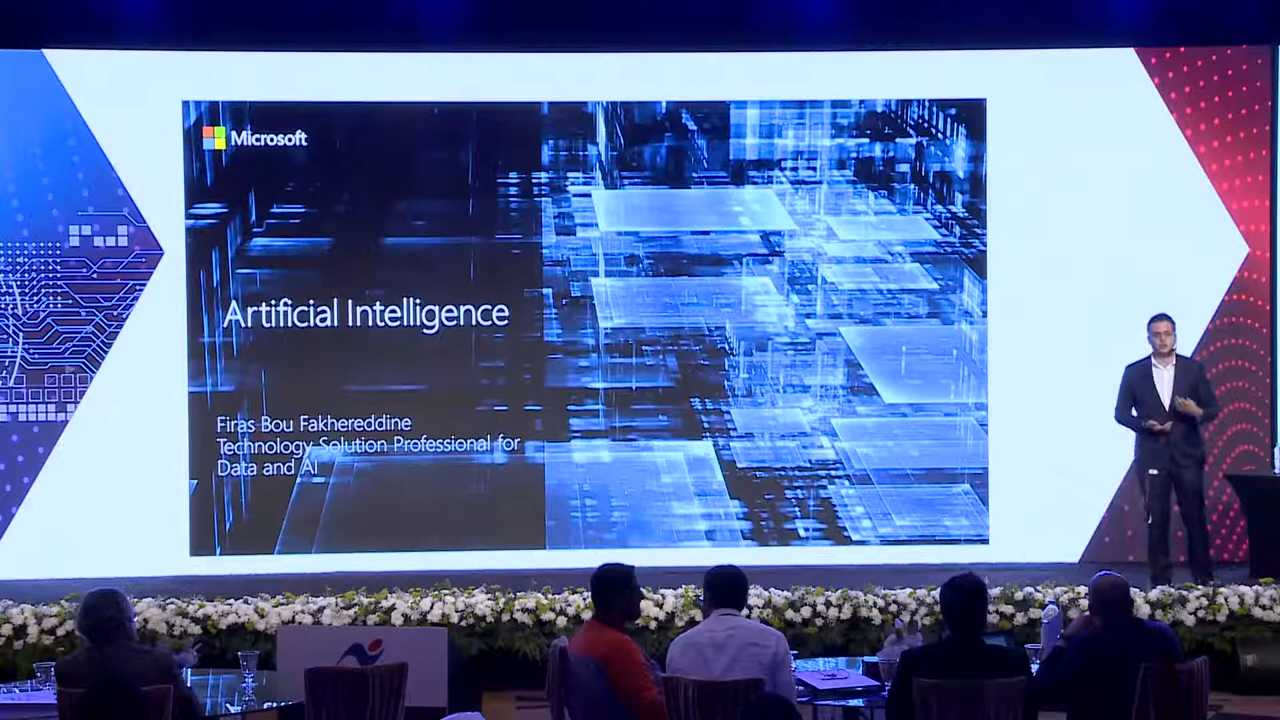 Microsoft
Artificial Intelligence
Firas Bou Fakhereddine
Technology Solution Professional for
Data and AI